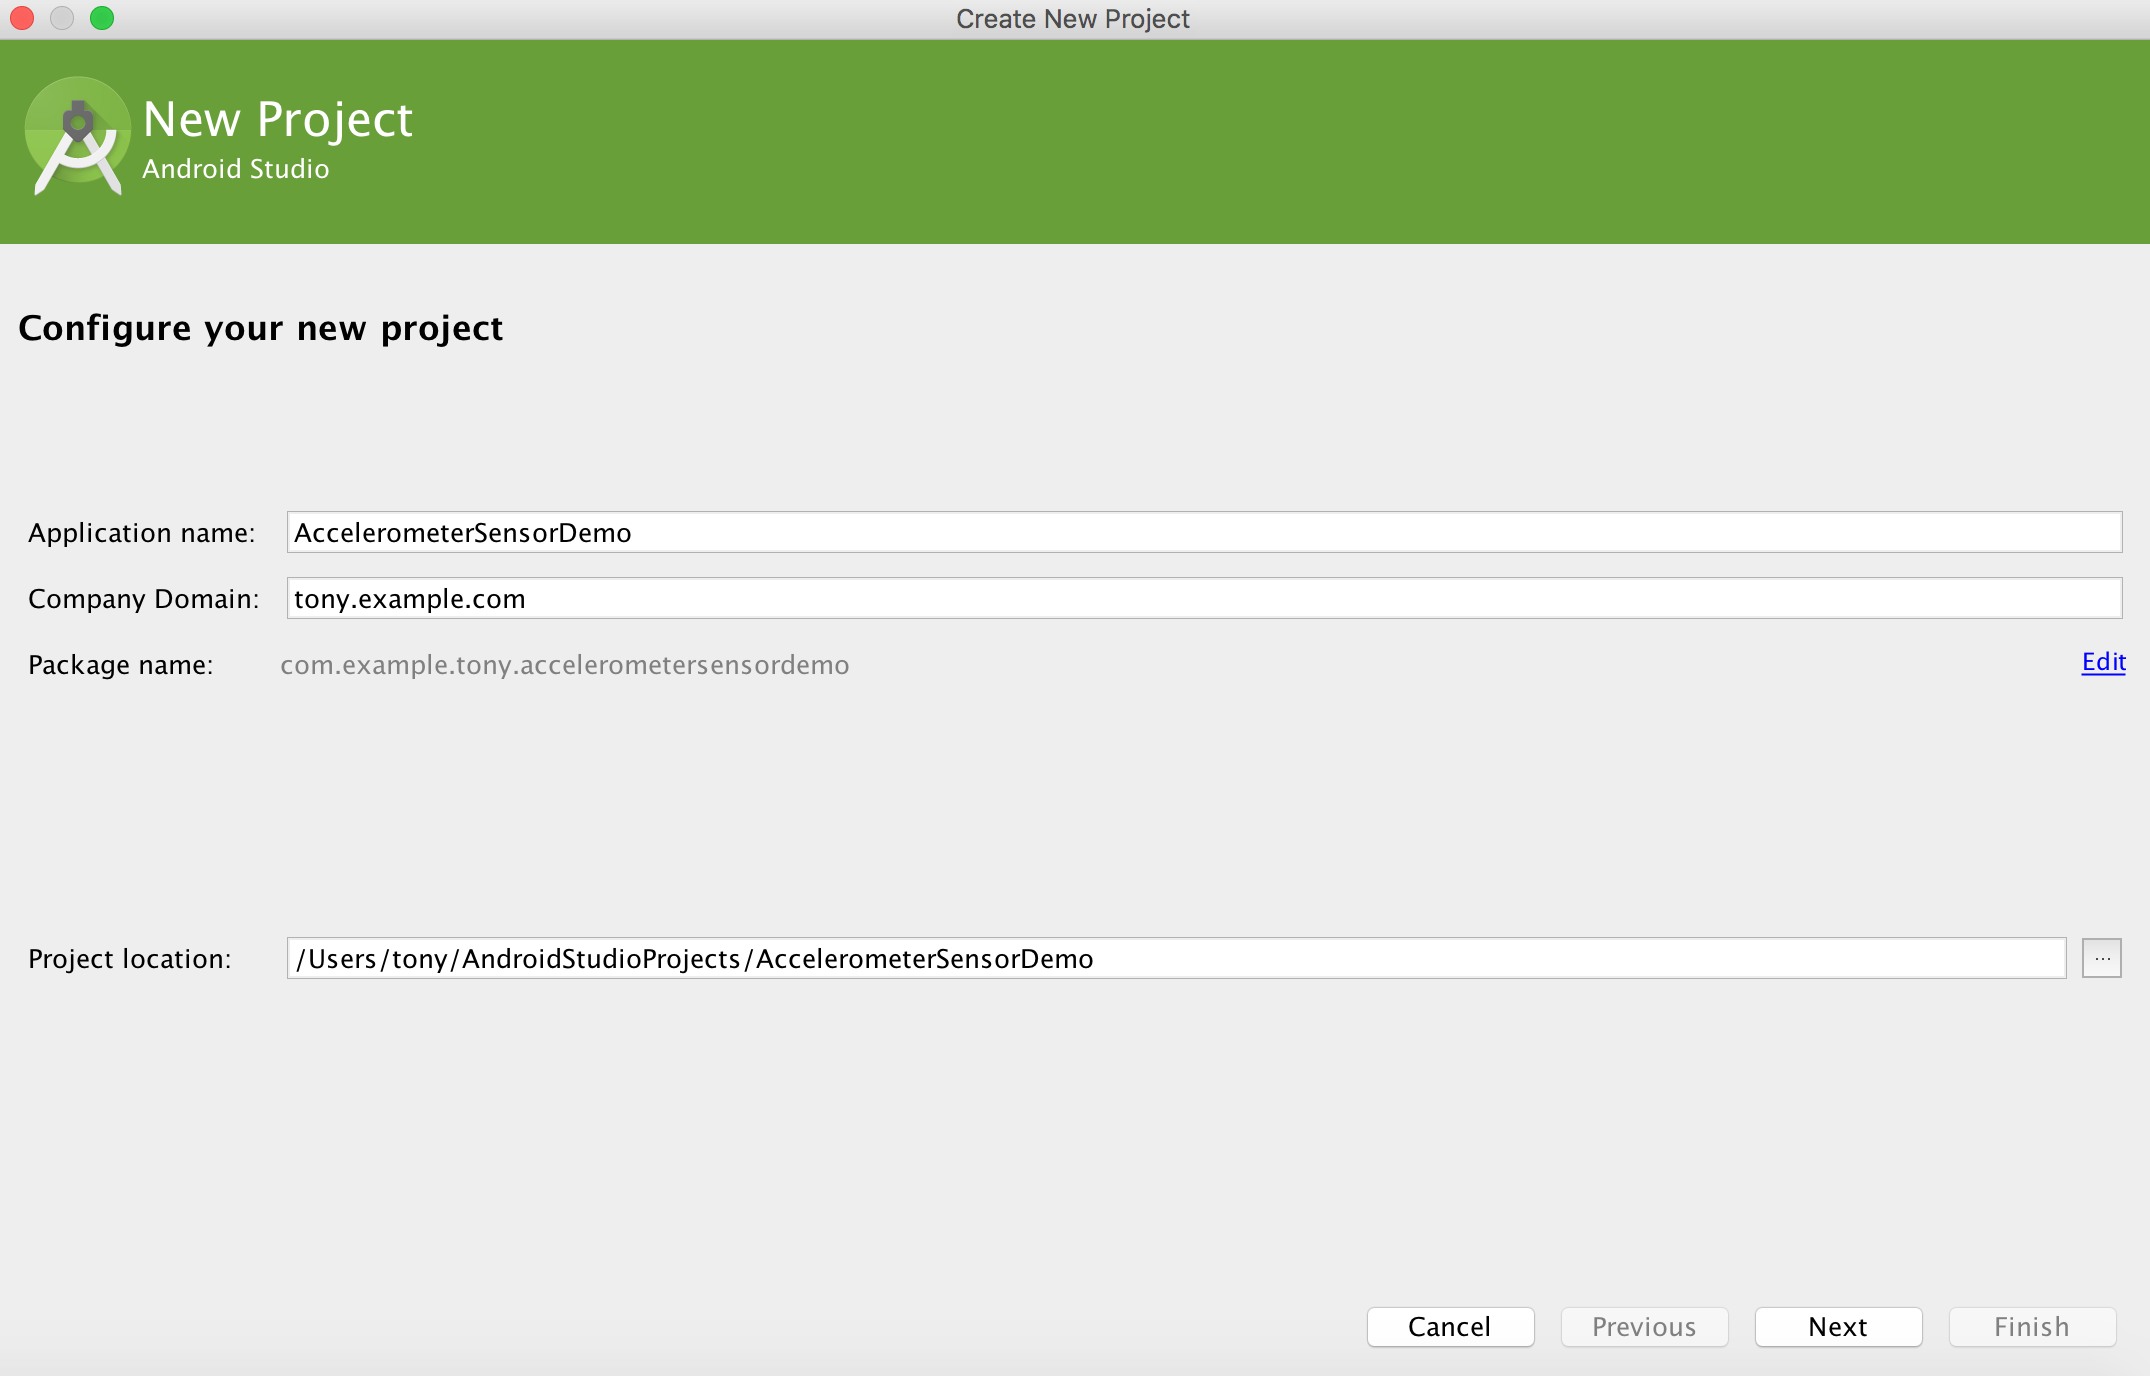 Create New Project
New Project
Android Studio
Configure your new project
Application name: AccelerometerSensorDemo
Company Domain: tony.example.com
Package name: com.example.tony.accelerometersensordemo Edit
Project location: /Users/tony/AndroidStudioProjects/AccelerometerSensorDemo ...
Cancel Previous Next Finish